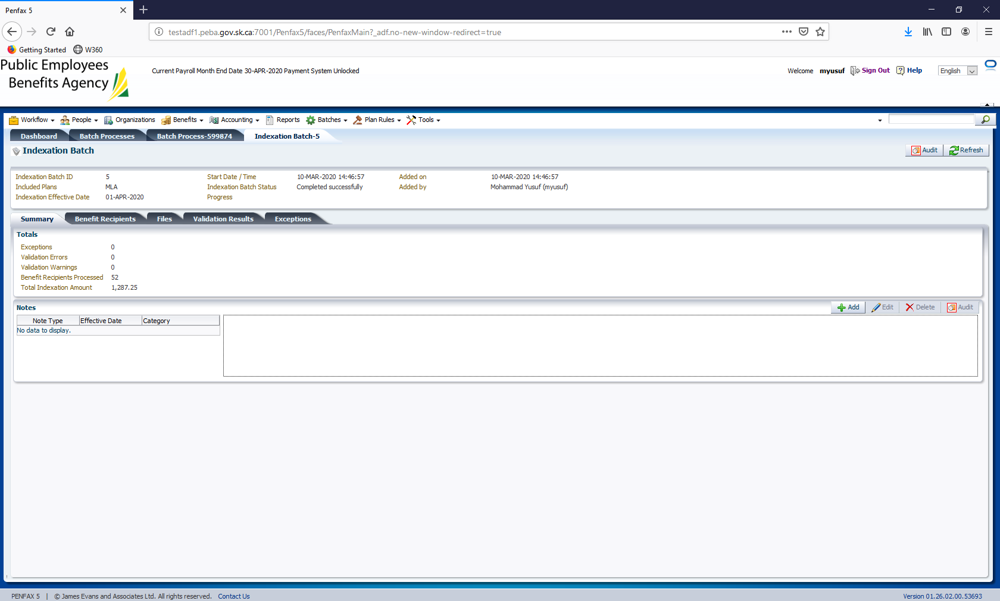 Penfax 5
testadf1.peba.gov.sk.ca:7001/Penfax5/faces/PenfaxMain?_adf.no-new-window-redirect=true
Getting Started W360
Public Employees
Benefits Agency
Current Payroll Month End Date 30-APR-2020 Payment System Unlocked
Welcome myusuf Sign Out Help English
Workflow People Organizations Benefits Accounting Reports Batches Plan Rules Tools
Dashboard Batch Processes Batch Process-599874 Indexation Batch-5
Indexation Batch Audit Refresh
Indexation Batch ID 5 Start Date / Time 10-MAR-2020 14:46:57 Added on 10-MAR-2020 14:46:57
Included Plans MLA Indexation Batch Status Completed successfully Added by Mohammad Yusuf (myusuf)
Indexation Effective Date 01-APR-2020 Progress
Summary Benefit Recipients Files Validation Results Exceptions
Totals
Exceptions 0
Validation Errors 0
Validation Warnings 0
Benefit Recipients Processed 52
Total Indexation Amount 1,287.25
Notes Add Edit Delete Audit
Note Type Effective Date Category
No data to display.
PENFAX 5 | © James Evans and Associates Ltd. All rights reserved. Contact Us Version 01.26.02.00.53693